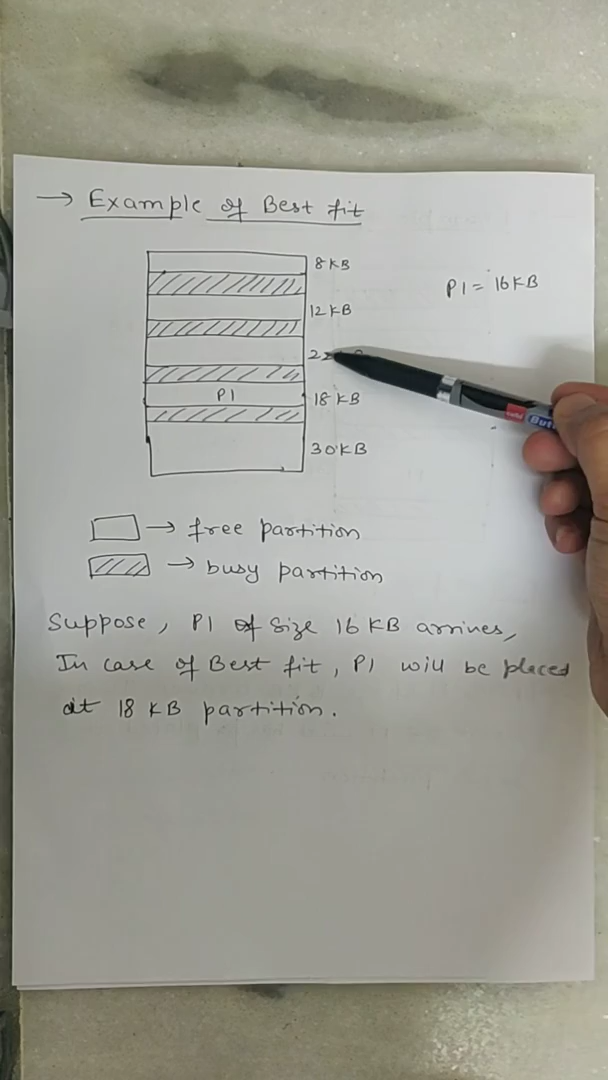 → Example of Best fit
8 KB
P1 = 16 KB
12 KB
18 KB
P1
30 KB
→ free partition
→ busy partition
Suppose, P1 of size 16 KB arrives,
In case of Best fit, P1 will be placed
at 18 KB partition.